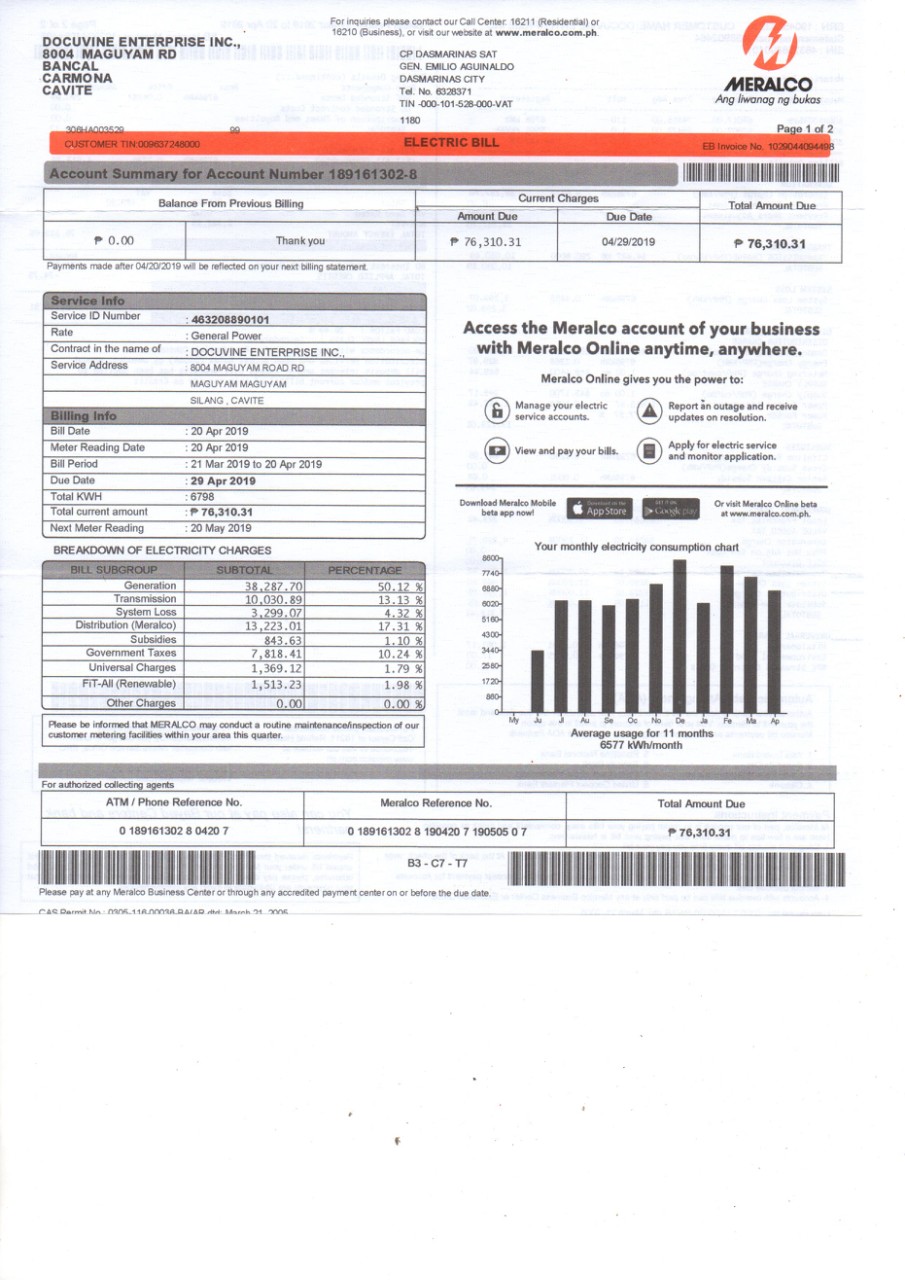 For inquiries please contact our Call Center: 16211 (Residential) or
16210 (Business), or visit our website at www.meralco.com.ph.
DOCUVINE ENTERPRISE INC.,
8004 MAGUYAM RD
BANCAL
CARMONA
CAVITE
CP DASMARINAS SAT
GEN. EMILIO AGUINALDO
DASMARINAS CITY
Tel. No. 6328371
TIN -000-101-528-000-VAT
1180
MERALCO
Ang liwanag ng bukas
306HA003529 99
Page 1 of 2
CUSTOMER TIN:009637248000 ELECTRIC BILL EB Invoice No. 1029044094498
Account Summary for Account Number 189161302-8
Balance From Previous Billing Current Charges Total Amount Due
Amount Due Due Date
₱ 0.00 Thank you ₱ 76,310.31 04/29/2019 ₱ 76,310.31
Payments made after 04/20/2019 will be reflected on your next billing statement.
Service Info
Service ID Number : 463208890101
Rate : General Power
Contract in the name of : DOCUVINE ENTERPRISE INC.,
Service Address : 8004 MAGUYAM ROAD RD
MAGUYAM MAGUYAM
SILANG , CAVITE
Billing Info
Bill Date : 20 Apr 2019
Meter Reading Date : 20 Apr 2019
Bill Period : 21 Mar 2019 to 20 Apr 2019
Due Date : 29 Apr 2019
Total KWH : 6798
Total current amount : ₱ 76,310.31
Next Meter Reading : 20 May 2019
Access the Meralco account of your business
with Meralco Online anytime, anywhere.
Meralco Online gives you the power to:
Manage your electric
service accounts.
Report an outage and receive
updates on resolution.
View and pay your bills.
Apply for electric service
and monitor application.
Download Meralco Mobile
beta app now!
Download on the
App Store
GET IT ON
Google play
Or visit Meralco Online beta
at www.meralco.com.ph.
BREAKDOWN OF ELECTRICITY CHARGES
BILL SUBGROUP SUBTOTAL PERCENTAGE
Generation 38,287.70 50.12 %
Transmission 10,030.89 13.13 %
System Loss 3,299.07 4.32 %
Distribution (Meralco) 13,223.01 17.31 %
Subsidies 843.63 1.10 %
Government Taxes 7,818.41 10.24 %
Universal Charges 1,369.12 1.79 %
FiT-All (Renewable) 1,513.23 1.98 %
Other Charges 0.00 0.00 %
Please be informed that MERALCO may conduct a routine maintenance/inspection of our
customer metering facilities within your area this quarter.
Your monthly electricity consumption chart
8600
7740
6880
6020
5160
4300
3440
2580
1720
860
0
My Ju Jl Au Se Oc No De Ja Fe Ma Ap
Average usage for 11 months
6577 kWh/month
For authorized collecting agents
ATM / Phone Reference No. Meralco Reference No. Total Amount Due
0 189161302 8 0420 7 0 189161302 8 190420 7 190505 0 7 ₱ 76,310.31
B3 - C7 - T7
Please pay at any Meralco Business Center or through any accredited payment center on or before the due date.
CAS Permit No.: 0305-116-00036-BA/AR dtd. March 21, 2005